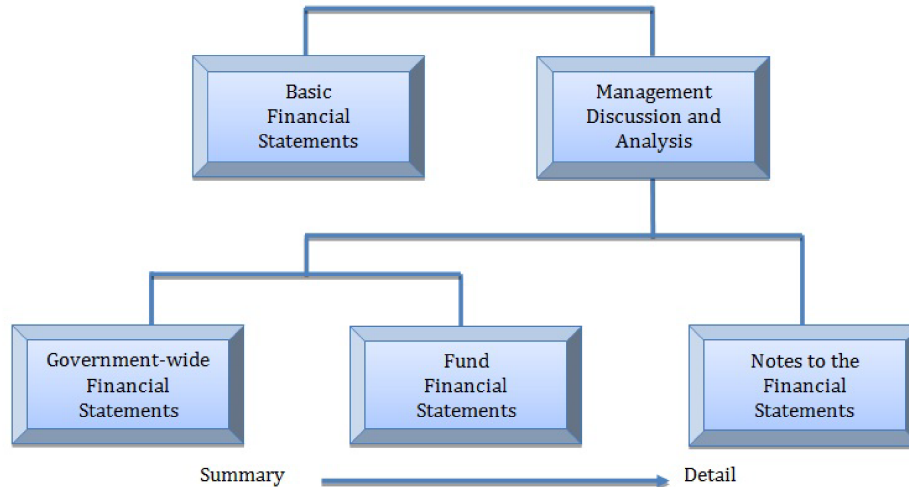 Basic
Financial
Statements
Management
Discussion and
Analysis
Government-wide
Financial
Statements
Fund
Financial
Statements
Notes to the
Financial
Statements
Summary
Detail